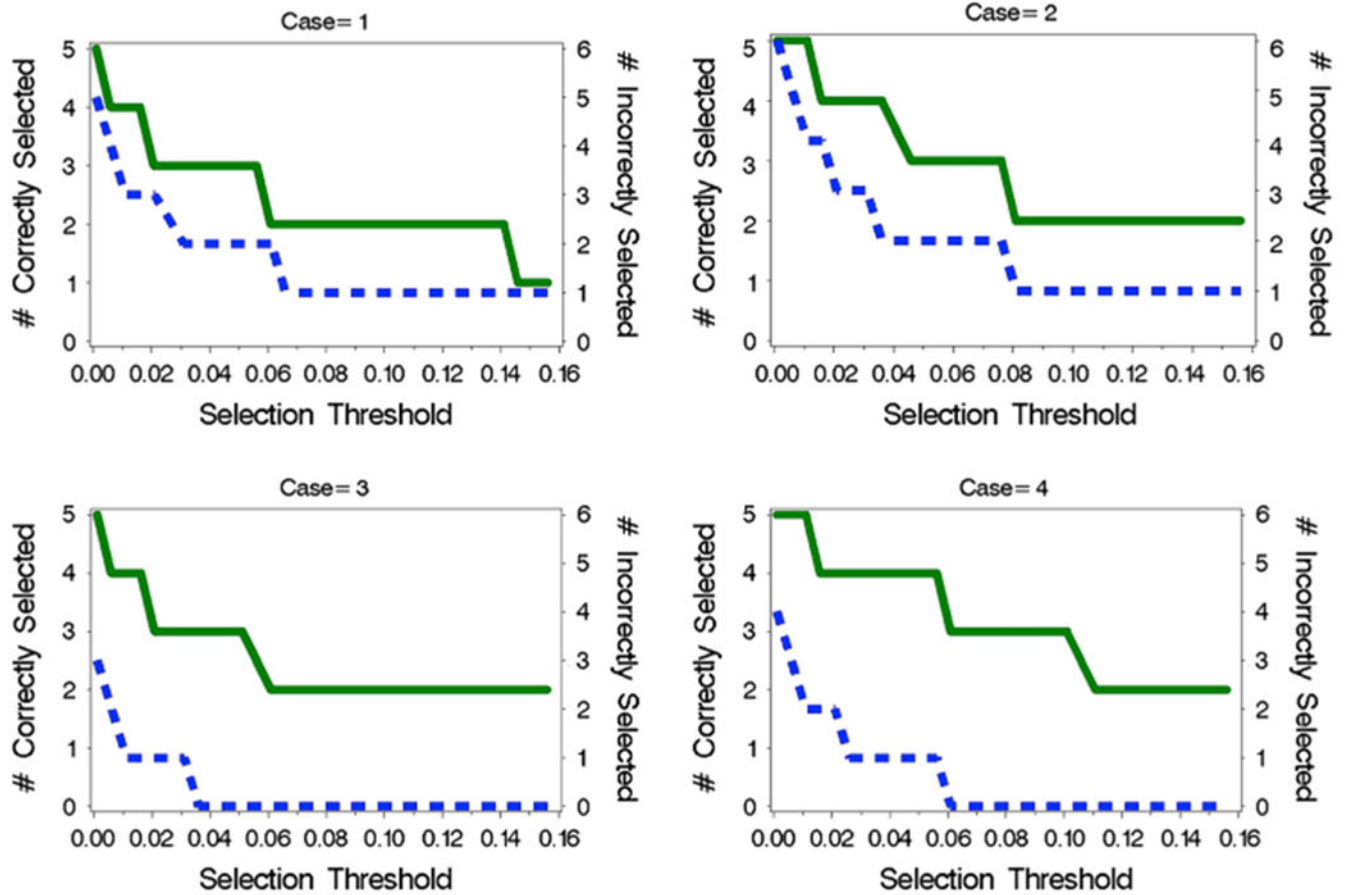 Case= 1
# Correctly Selected
5
4
3
2
1
0
6
5
4
3
2
1
0
# Incorrectly Selected
0.00 0.02 0.04 0.06 0.08 0.10 0.12 0.14 0.16
Selection Threshold
Case= 2
# Correctly Selected
5
4
3
2
1
0
6
5
4
3
2
1
0
# Incorrectly Selected
0.00 0.02 0.04 0.06 0.08 0.10 0.12 0.14 0.16
Selection Threshold
Case= 3
# Correctly Selected
5
4
3
2
1
0
6
5
4
3
2
1
0
# Incorrectly Selected
0.00 0.02 0.04 0.06 0.08 0.10 0.12 0.14 0.16
Selection Threshold
Case= 4
# Correctly Selected
5
4
3
2
1
0
6
5
4
3
2
1
0
# Incorrectly Selected
0.00 0.02 0.04 0.06 0.08 0.10 0.12 0.14 0.16
Selection Threshold